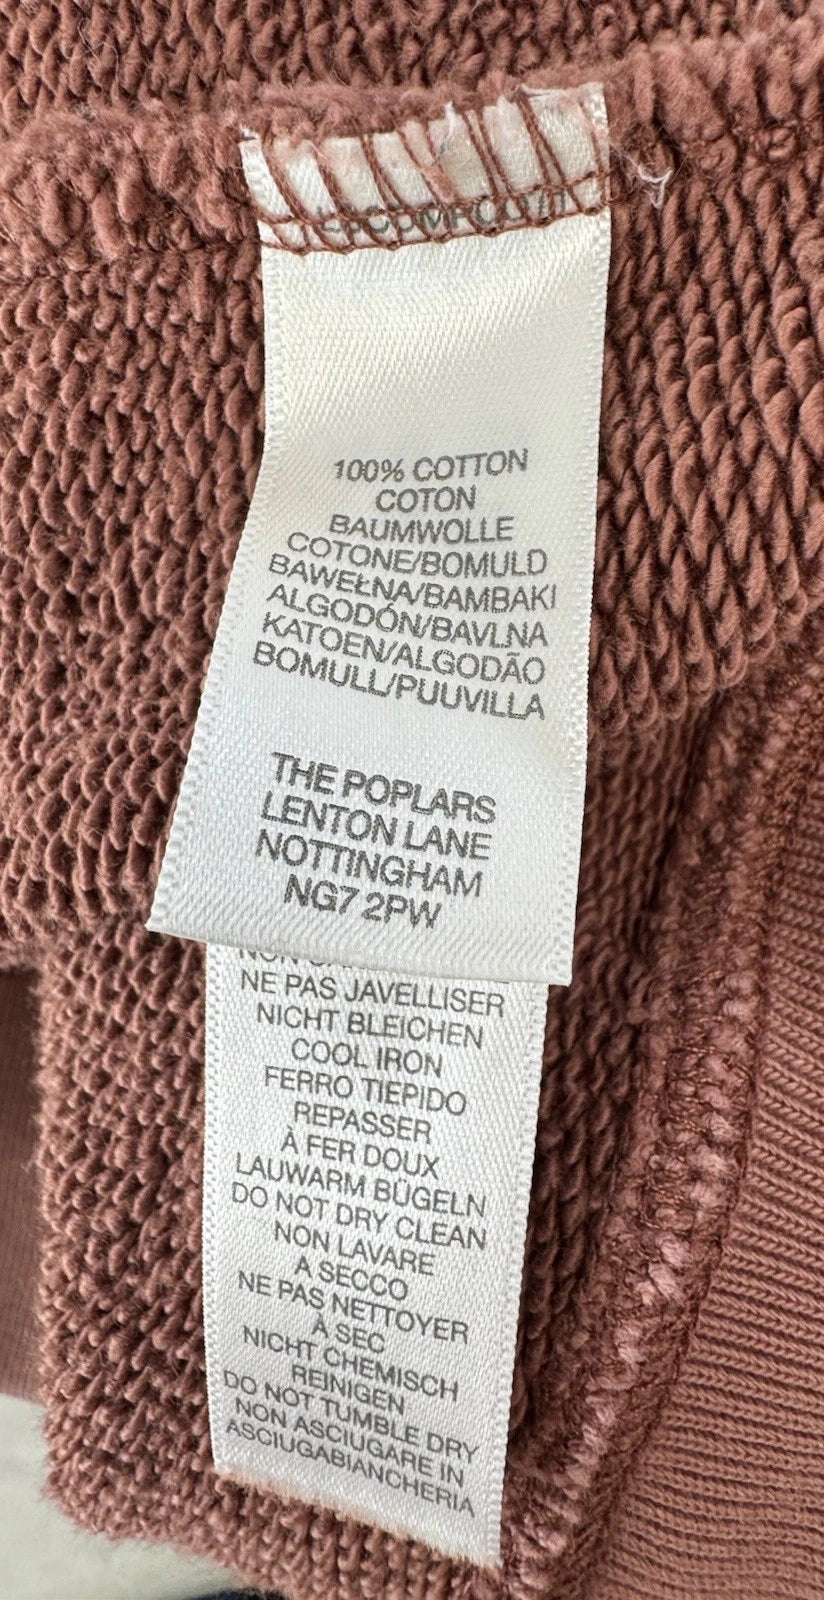 100% COTTON
COTON
BAUMWOLLE
COTONE/BOMULD
BAWEŁNA/BAMBAKI
ALGODÓN/BAVLNA
KATOEN/ALGODÃO
BOMULL/PUUVILLA
THE POPLARS
LENTON LANE
NOTTINGHAM
NG7 2PW
NON
NE PAS JAVELLISER
NICHT BLEICHEN
COOL IRON
FERRO TIEPIDO
REPASSER
À FER DOUX
LAUWARM BÜGELN
DO NOT DRY CLEAN
NON LAVARE
A SECCO
NE PAS NETTOYER
À SEC
NICHT CHEMISCH
REINIGEN
DO NOT TUMBLE DRY
NON ASCIUGARE IN
ASCIUGABIANCHERIA